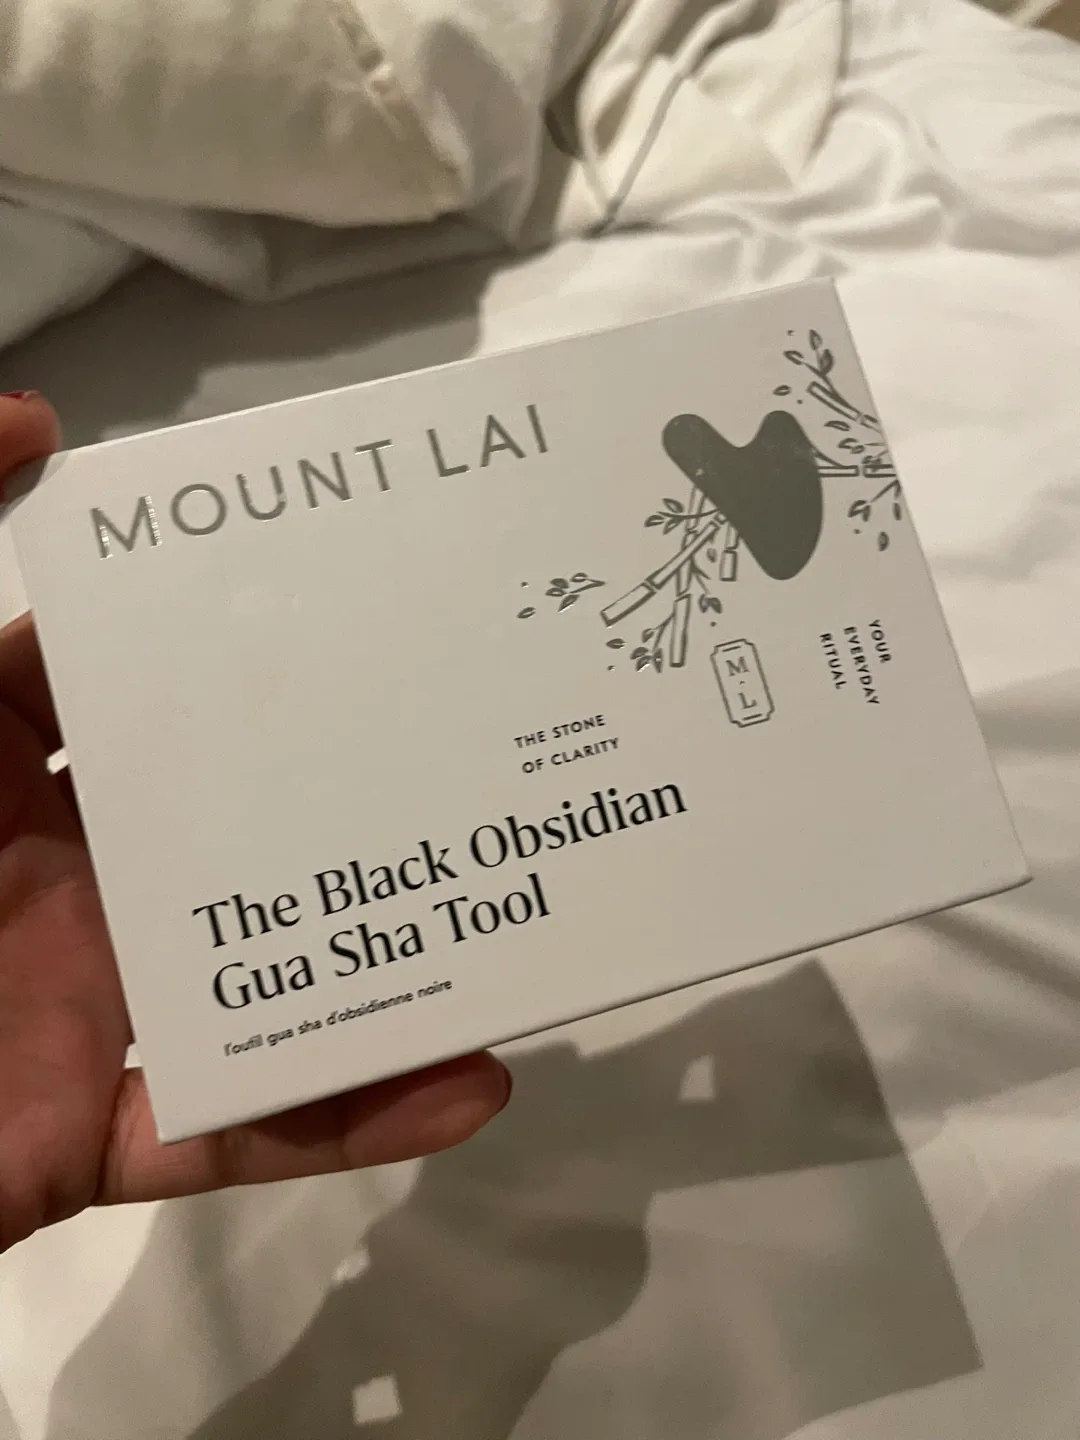 MOUNT LAI
YOUR
EVERYDAY
RITUAL
M
L
THE STONE
OF CLARITY
The Black Obsidian
Gua Sha Tool
l'outil gua sha d'obsidienne noire